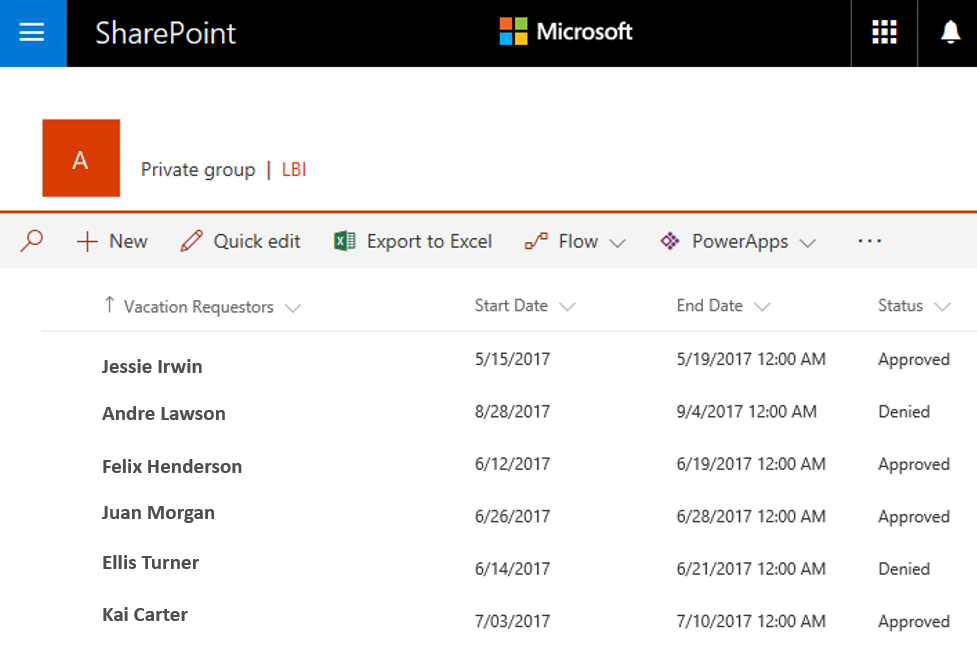 SharePoint Microsoft
A
Private group | LBI
New Quick edit Export to Excel Flow PowerApps ...
↑ Vacation Requestors Start Date End Date Status
Jessie Irwin 5/15/2017 5/19/2017 12:00 AM Approved
Andre Lawson 8/28/2017 9/4/2017 12:00 AM Denied
Felix Henderson 6/12/2017 6/19/2017 12:00 AM Approved
Juan Morgan 6/26/2017 6/28/2017 12:00 AM Approved
Ellis Turner 6/14/2017 6/21/2017 12:00 AM Denied
Kai Carter 7/03/2017 7/10/2017 12:00 AM Approved